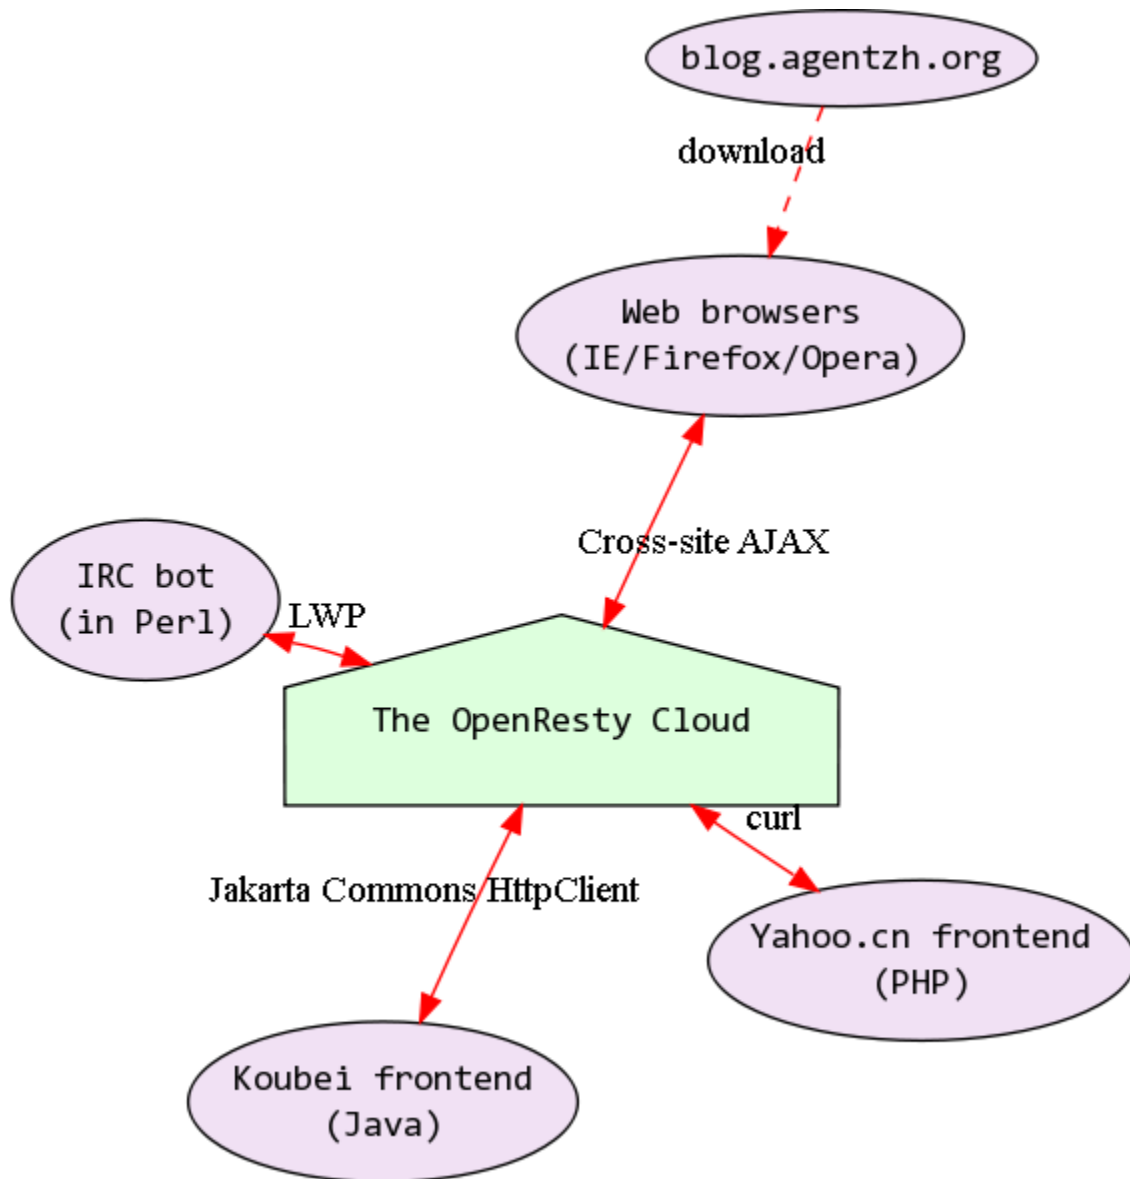 blog.agentzh.org
download
Web browsers
(IE/Firefox/Opera)
Cross-site AJAX
IRC bot
(in Perl)
LWP
The OpenResty Cloud
curl
Jakarta Commons HttpClient
Yahoo.cn frontend
(PHP)
Koubei frontend
(Java)